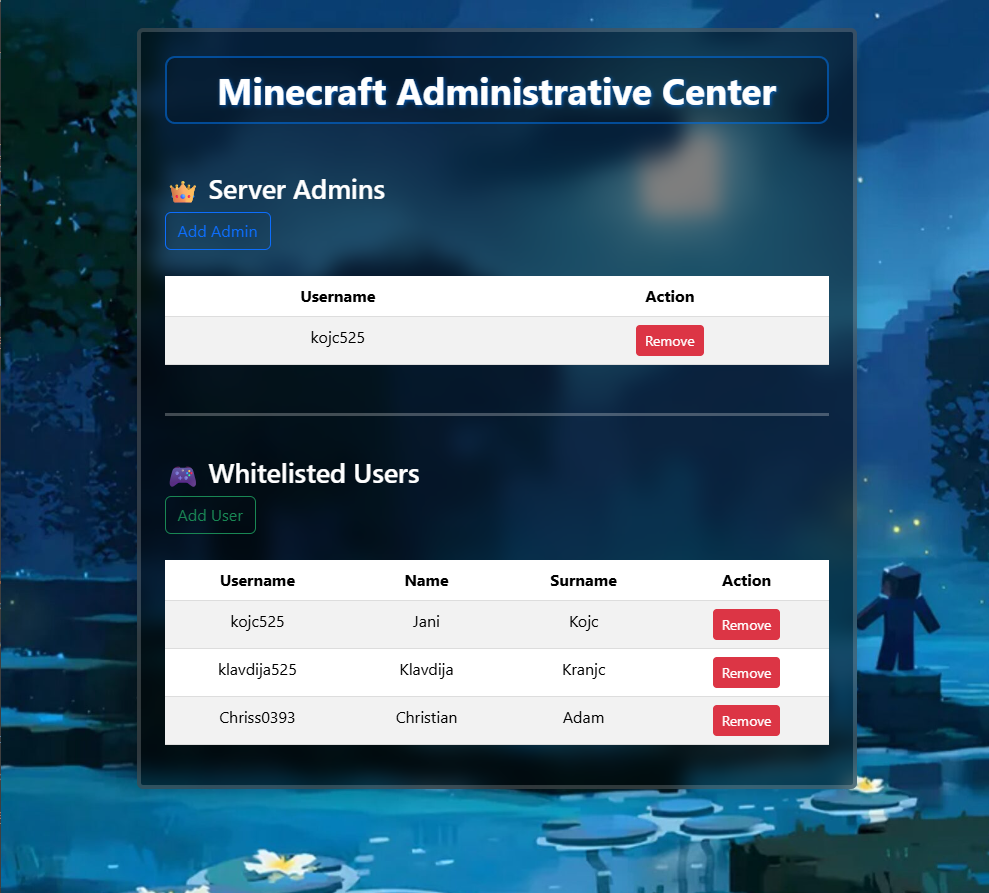 Minecraft Administrative Center
Server Admins
Add Admin
Username Action
kojc525 Remove
Whitelisted Users
Add User
Username Name Surname Action
kojc525 Jani Kojc Remove
klavdija525 Klavdija Kranjc Remove
Chriss0393 Christian Adam Remove